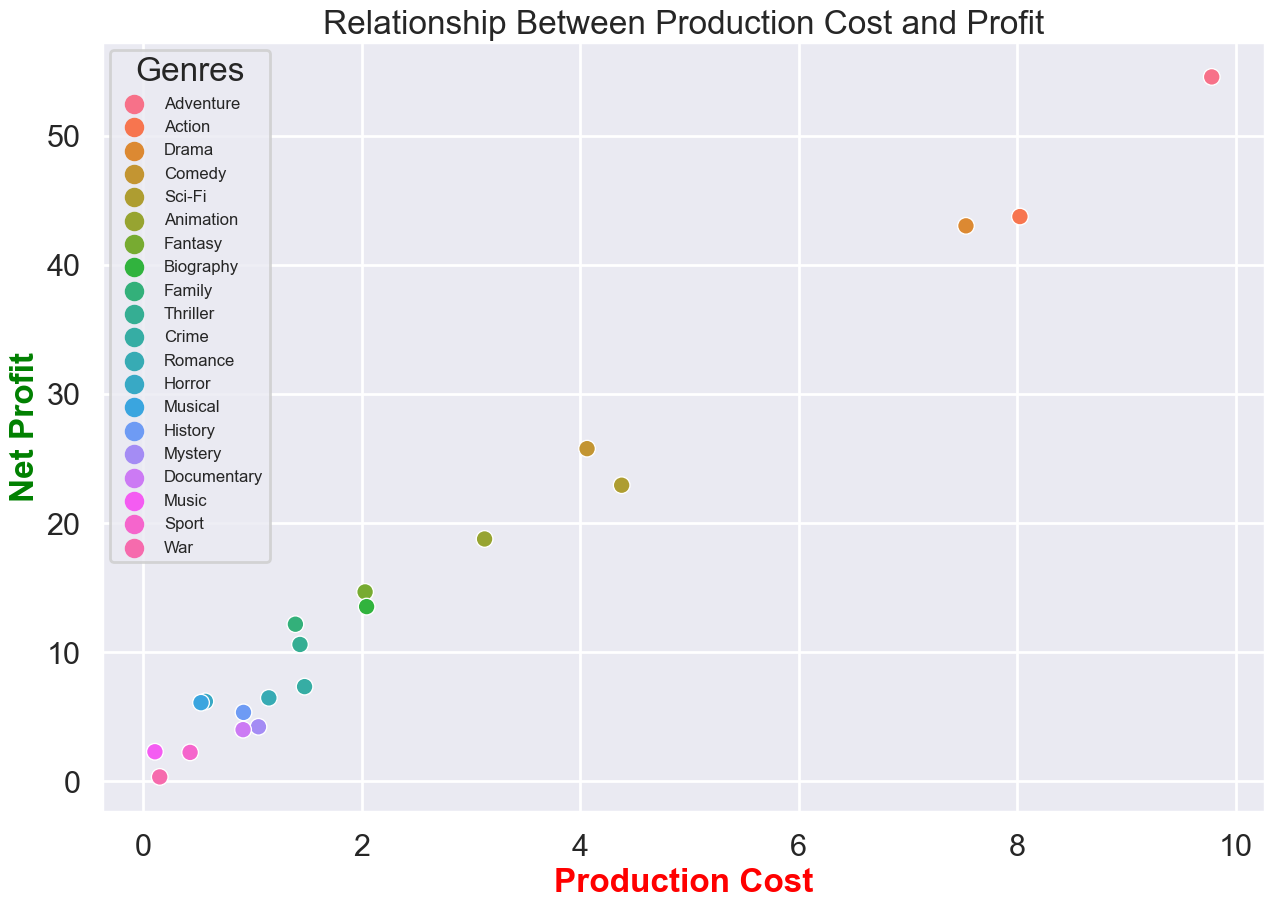 Relationship Between Production Cost and Profit
Genres
Adventure
Action
Drama
Comedy
Sci-Fi
Animation
Fantasy
Biography
Family
Thriller
Crime
Romance
Horror
Musical
History
Mystery
Documentary
Music
Sport
War
Net Profit
50
40
30
20
10
0
0 2 4 6 8 10
Production Cost